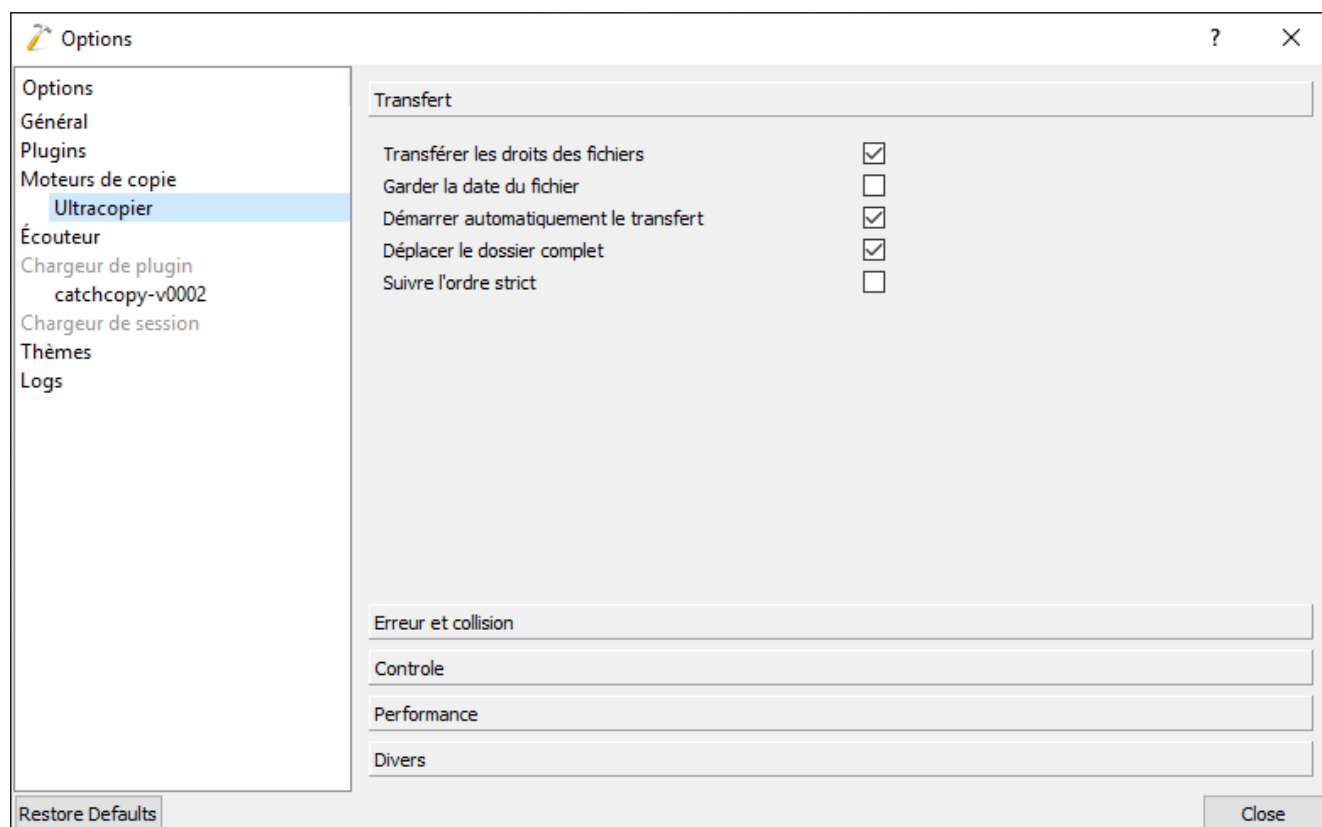 Options
?
Options
Général
Plugins
Moteurs de copie
Ultracopier
Écouteur
Chargeur de plugin
catchcopy-v0002
Chargeur de session
Thèmes
Logs
Transfert
Transférer les droits des fichiers
Garder la date du fichier
Démarrer automatiquement le transfert
Déplacer le dossier complet
Suivre l'ordre strict
Erreur et collision
Controle
Performance
Divers
Restore Defaults
Close